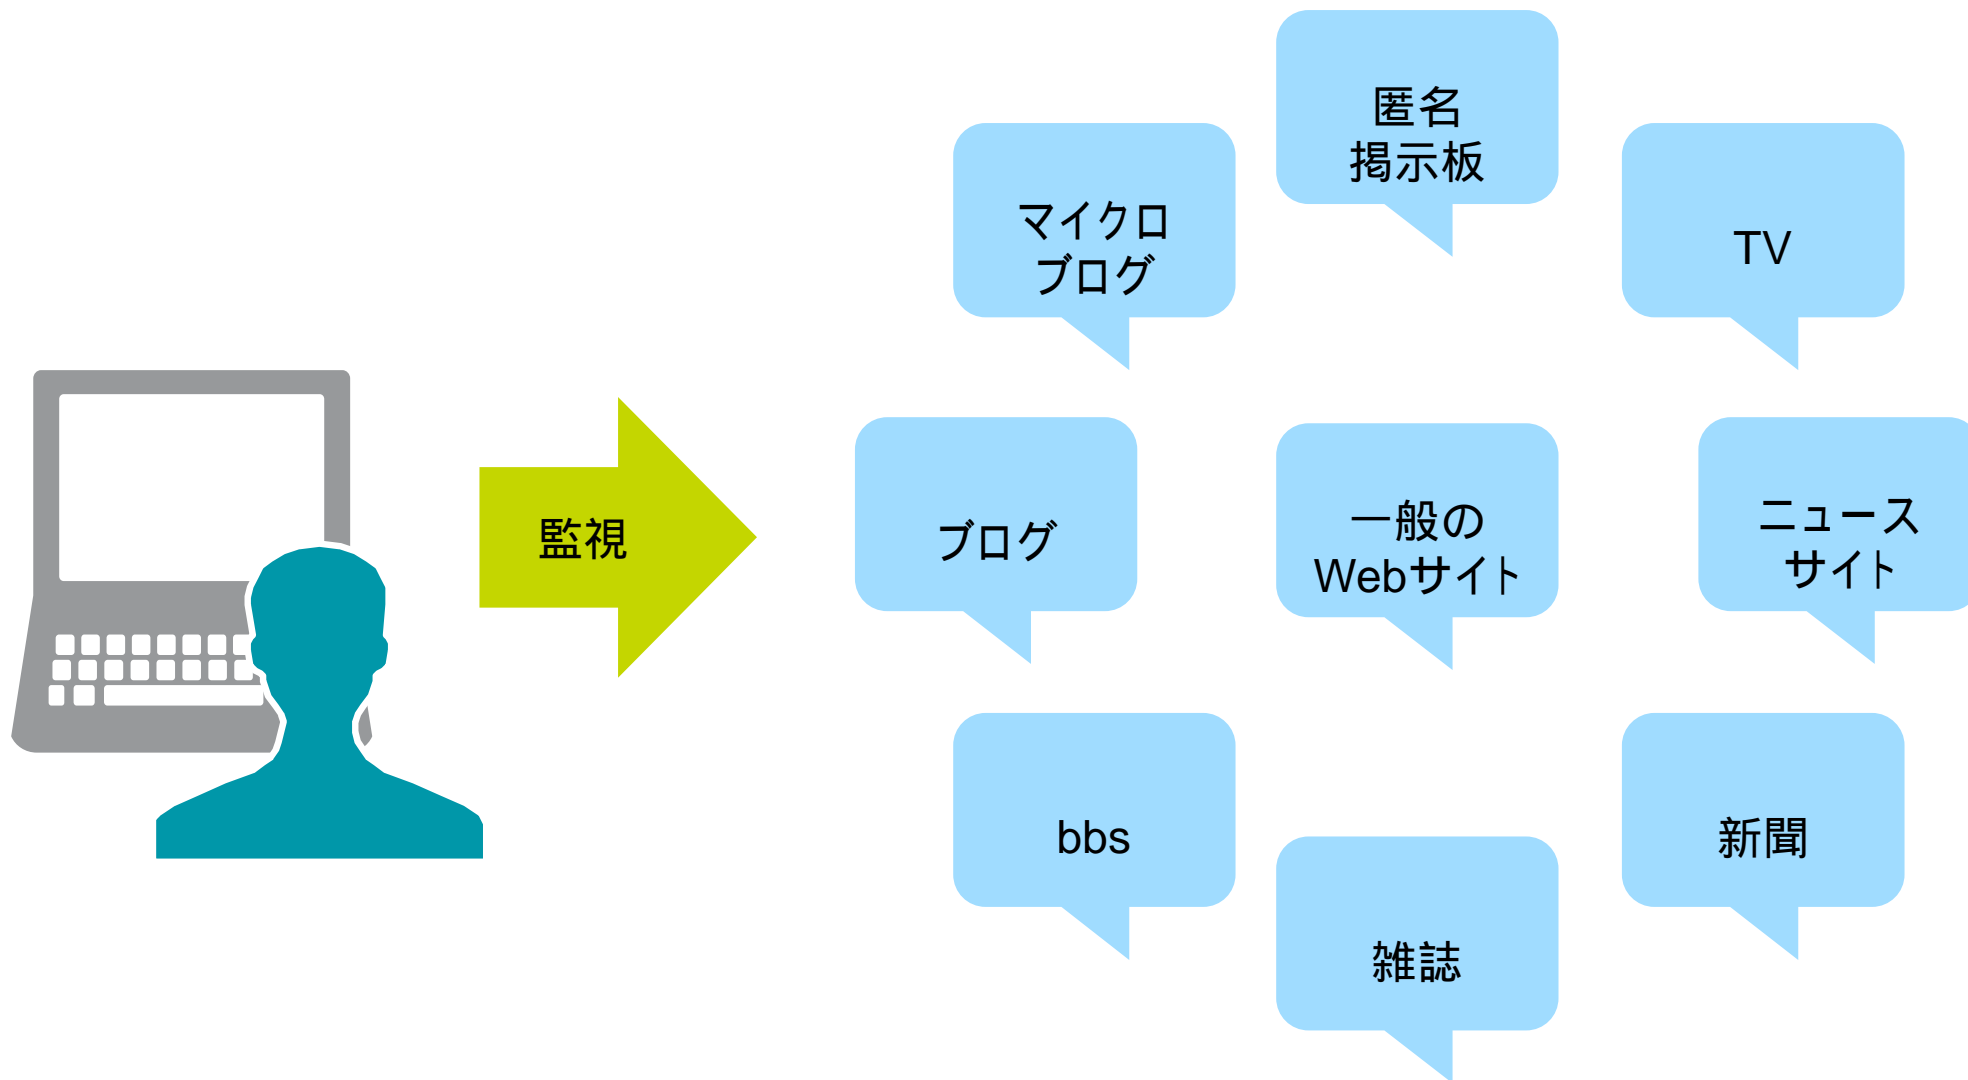 匿名
掲示板
マイクロ
ブログ
TV
監視
ブログ
一般の
Webサイト
ニュース
サイト
bbs
新聞
雑誌